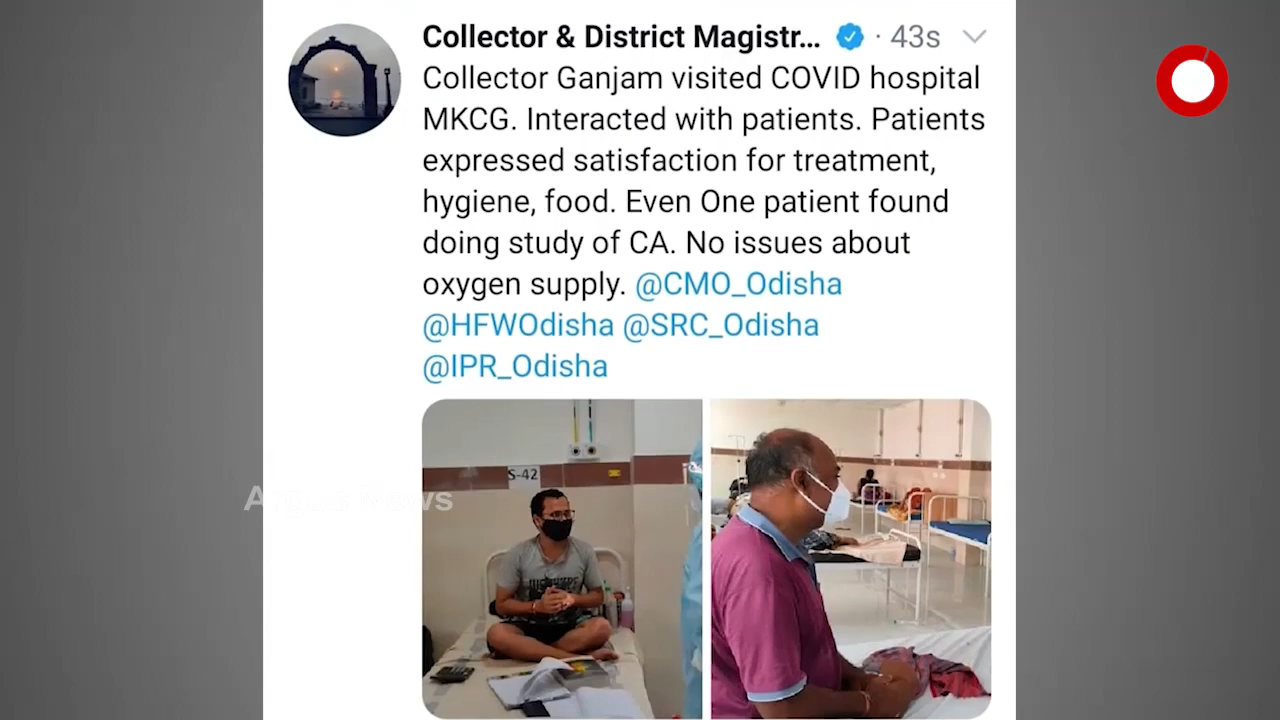 Collector & District Magistr... · 43s
Collector Ganjam visited COVID hospital
MKCG. Interacted with patients. Patients
expressed satisfaction for treatment,
hygiene, food. Even One patient found
doing study of CA. No issues about
oxygen supply. @CMO_Odisha
@HFWOdisha @SRC_Odisha
@IPR_Odisha
S-42
News